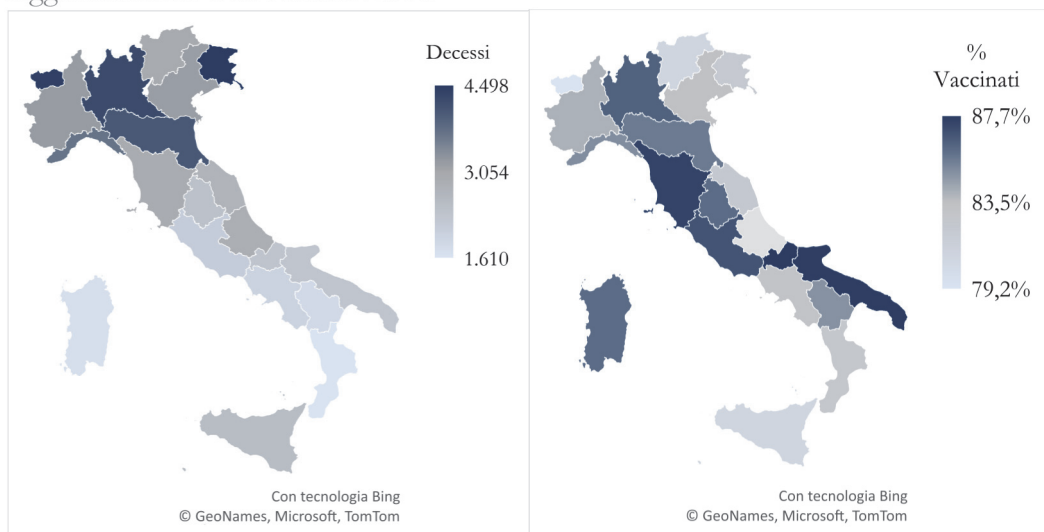 Decessi
4.498
3.054
1.610
Con tecnologia Bing
© GeoNames, Microsoft, TomTom
%
Vaccinati
87,7%
83,5%
79,2%
Con tecnologia Bing
© GeoNames, Microsoft, TomTom